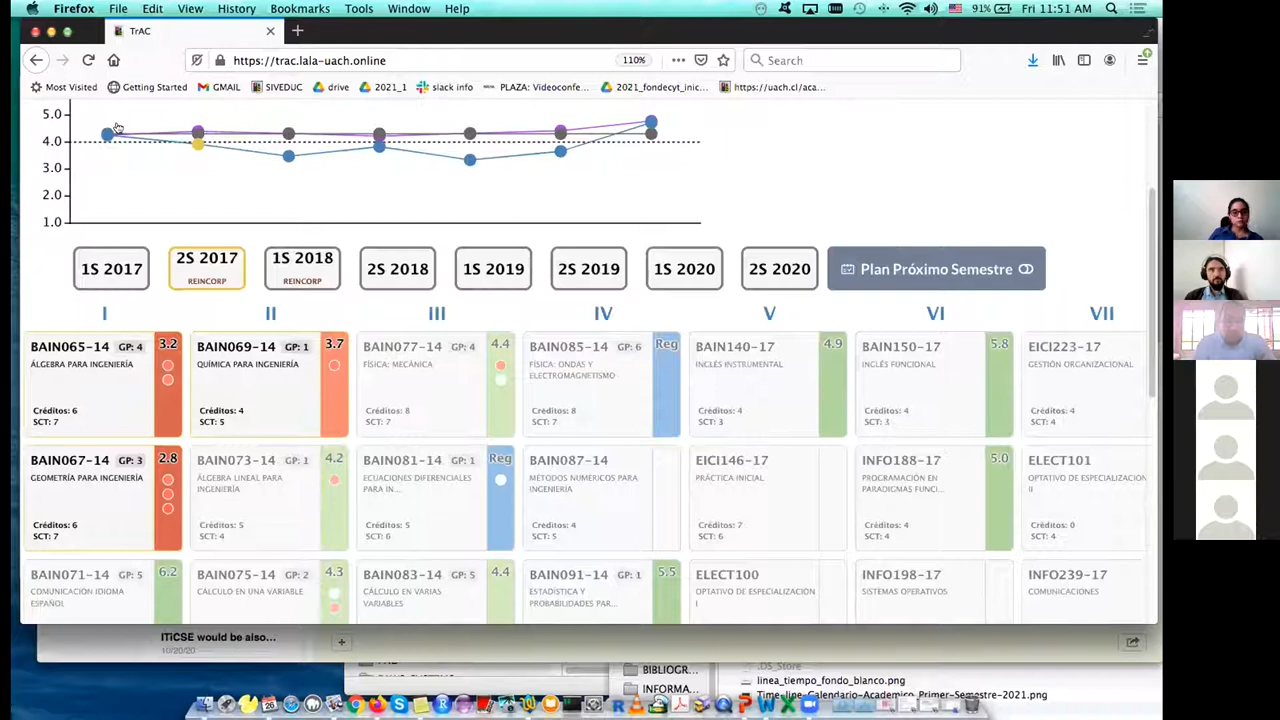 Firefox File Edit View History Bookmarks Tools Window Help 91% Fri 11:51 AM
TrAC
https://trac.lala-uach.online 110% Search
Most Visited Getting Started GMAIL SIVEDUC drive 2021_1 slack info PLAZA: Videoconfe... 2021_fondecyt_inic... https://uach.cl/aca...
5.0
4.0
3.0
2.0
1.0
1S 2017 2S 2017 REINCORP 1S 2018 REINCORP 2S 2018 1S 2019 2S 2019 1S 2020 2S 2020 Plan Próximo Semestre
I II III IV V VI VII
BAIN065-14 GP: 4 3.2 BAIN069-14 GP: 1 3.7 BAIN077-14 GP: 4 4.4 BAIN085-14 GP: 6 Reg BAIN140-17 4.9 BAIN150-17 5.8 EICI223-17
ÁLGEBRA PARA INGENIERÍA QUÍMICA PARA INGENIERÍA FÍSICA: MECÁNICA FÍSICA: ONDAS Y ELECTROMAGNETISMO INGLÉS INSTRUMENTAL INGLÉS FUNCIONAL GESTIÓN ORGANIZACIONAL
Créditos: 6 Créditos: 4 Créditos: 8 Créditos: 8 Créditos: 4 Créditos: 4 Créditos: 4
SCT: 7 SCT: 5 SCT: 7 SCT: 7 SCT: 3 SCT: 3 SCT: 4
BAIN067-14 GP: 3 2.8 BAIN073-14 GP: 1 4.2 BAIN081-14 GP: 1 Reg BAIN087-14 EICI146-17 INFO188-17 5.0 ELECT101
GEOMETRÍA PARA INGENIERÍA ÁLGEBRA LINEAL PARA INGENIERÍA ECUACIONES DIFERENCIALES PARA IN... MÉTODOS NUMÉRICOS PARA INGENIERÍA PRÁCTICA INICIAL PROGRAMACIÓN EN PARADIGMAS FUNCI... OPTATIVO DE ESPECIALIZACION II
Créditos: 6 Créditos: 5 Créditos: 5 Créditos: 4 Créditos: 7 Créditos: 4 Créditos: 0
SCT: 7 SCT: 4 SCT: 6 SCT: 5 SCT: 6 SCT: 4 SCT: 4
BAIN071-14 GP: 5 6.2 BAIN075-14 GP: 2 4.3 BAIN083-14 GP: 5 4.4 BAIN091-14 GP: 1 5.5 ELECT100 INFO198-17 INFO239-17
COMUNICACIÓN IDIOMA ESPAÑOL CÁLCULO EN UNA VARIABLE CÁLCULO EN VARIAS VARIABLES ESTADÍSTICA Y PROBABILIDADES PAR... OPTATIVO DE ESPECIALIZACION I SISTEMAS OPERATIVOS COMUNICACIONES
ITiCSE would be also...
10/20/20
BIBLIOGR...
INFORMA...
.DS_Store
linea_tiempo_fondo_blanco.png
Time-line-Calendario-Academico_Primer-Semestre-2021.png